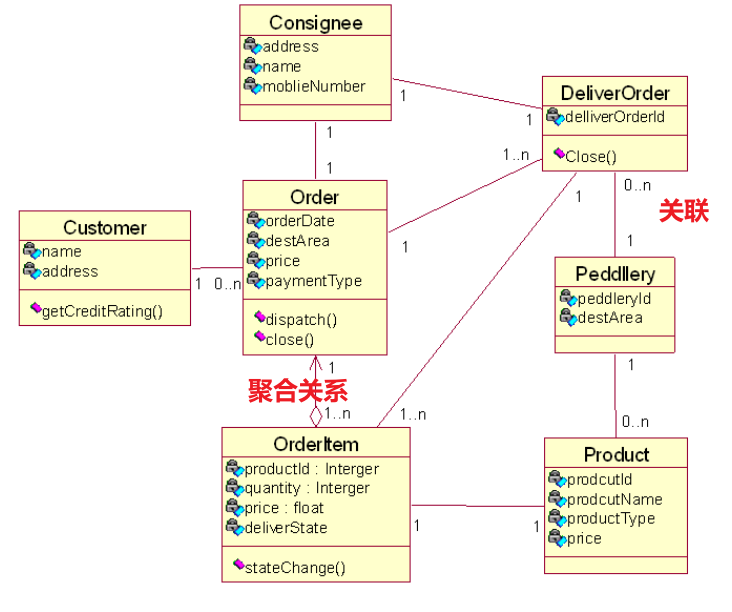 Consignee
address
name
moblieNumber
1
1
1
1
DeliverOrder
delliverOrderId
Close()
1..n
1
1
0..n
关联
1
Order
orderDate
destArea
price
paymentType
dispatch()
close()
Customer
name
address
getCreditRating()
1
0..n
Peddllery
peddleryId
destArea
1
0..n
聚合关系
1
1..n
1..n
OrderItem
productId : Interger
quantity : Interger
price : float
deliverState
stateChange()
1
1
Product
prodcutId
prodcutName
productType
price